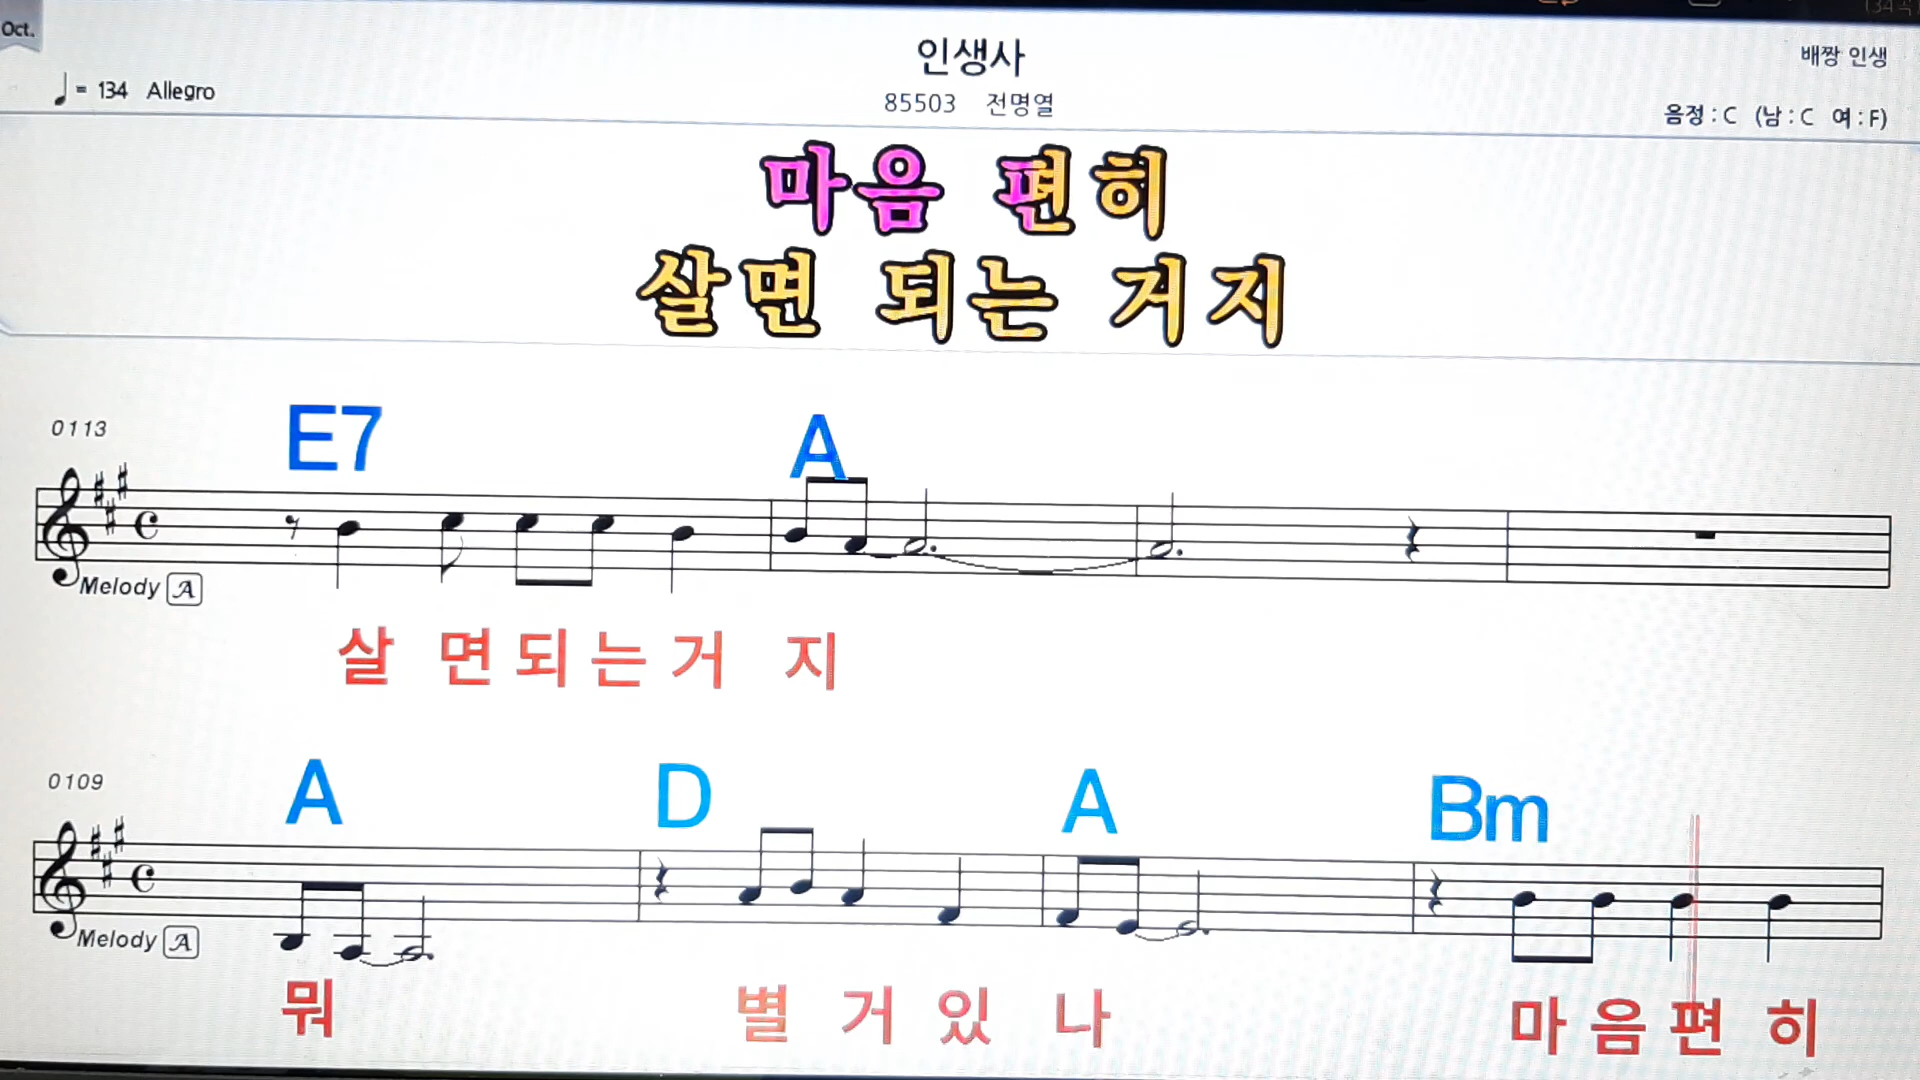 Oct.
인생사
배짱 인생
= 134 Allegro
85503 전명열
음정 : C (남 : C 여 : F)
마음 편히
살면 되는 거지
0113
E7 A
Melody A
살 면 되 는 거 지
0109
A D A Bm
Melody A
뭐 별 거 있 나 마 음 편 히